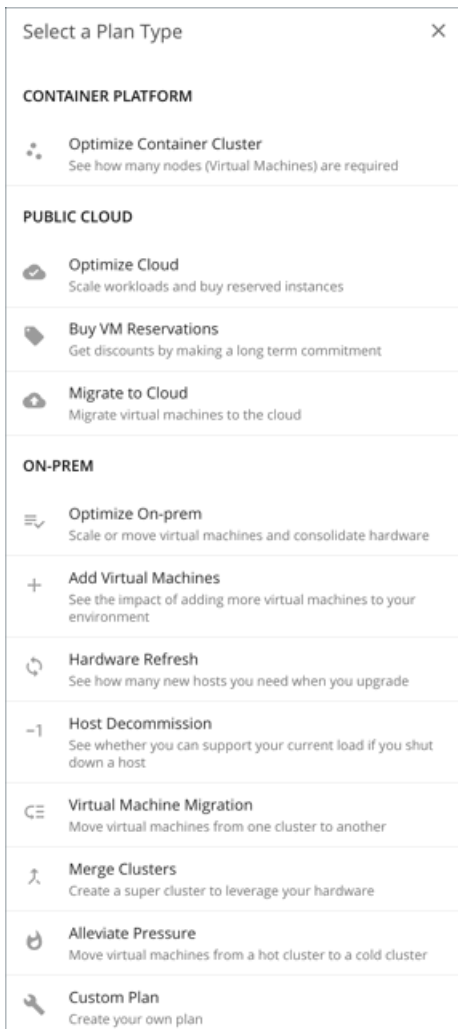 Select a Plan Type
CONTAINER PLATFORM
Optimize Container Cluster
See how many nodes (Virtual Machines) are required
PUBLIC CLOUD
Optimize Cloud
Scale workloads and buy reserved instances
Buy VM Reservations
Get discounts by making a long term commitment
Migrate to Cloud
Migrate virtual machines to the cloud
ON-PREM
Optimize On-prem
Scale or move virtual machines and consolidate hardware
Add Virtual Machines
See the impact of adding more virtual machines to your
environment
Hardware Refresh
See how many new hosts you need when you upgrade
−1 Host Decommission
See whether you can support your current load if you shut
down a host
Virtual Machine Migration
Move virtual machines from one cluster to another
Merge Clusters
Create a super cluster to leverage your hardware
Alleviate Pressure
Move virtual machines from a hot cluster to a cold cluster
Custom Plan
Create your own plan